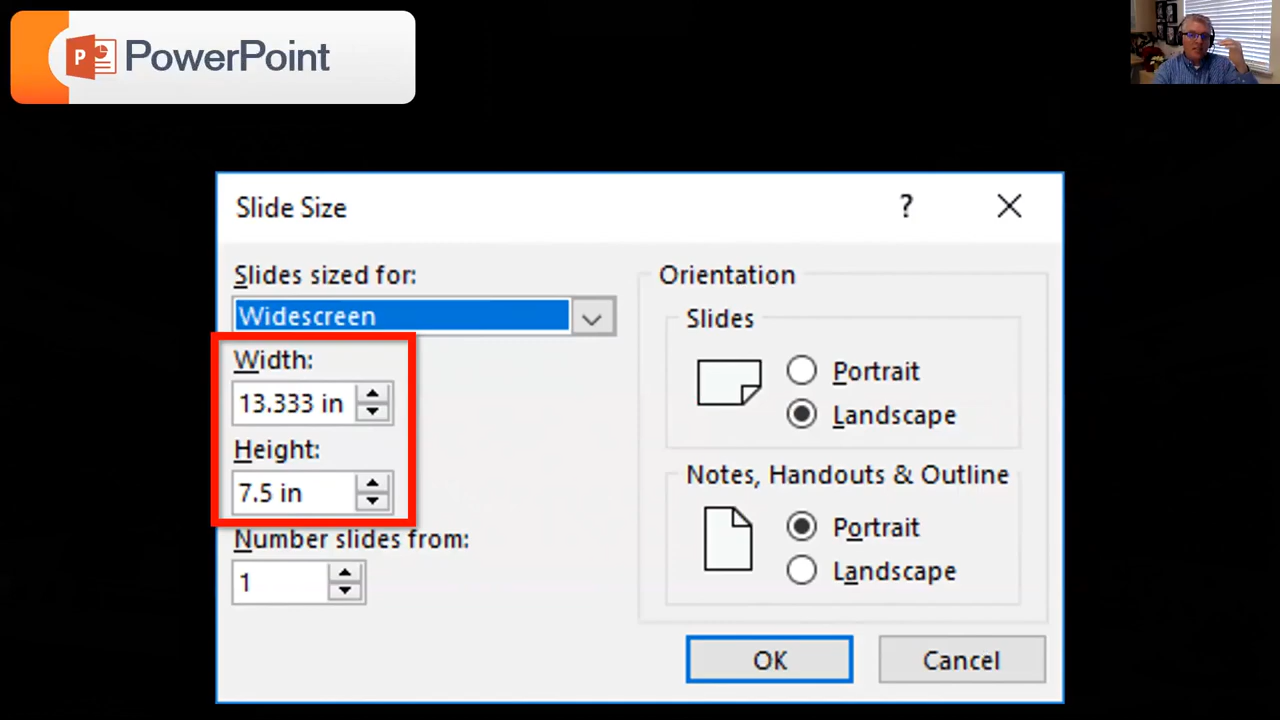 P PowerPoint
Slide Size ?
Slides sized for:
Widescreen
Width:
13.333 in
Height:
7.5 in
Number slides from:
1
Orientation
Slides
Portrait
Landscape
Notes, Handouts & Outline
Portrait
Landscape
OK Cancel